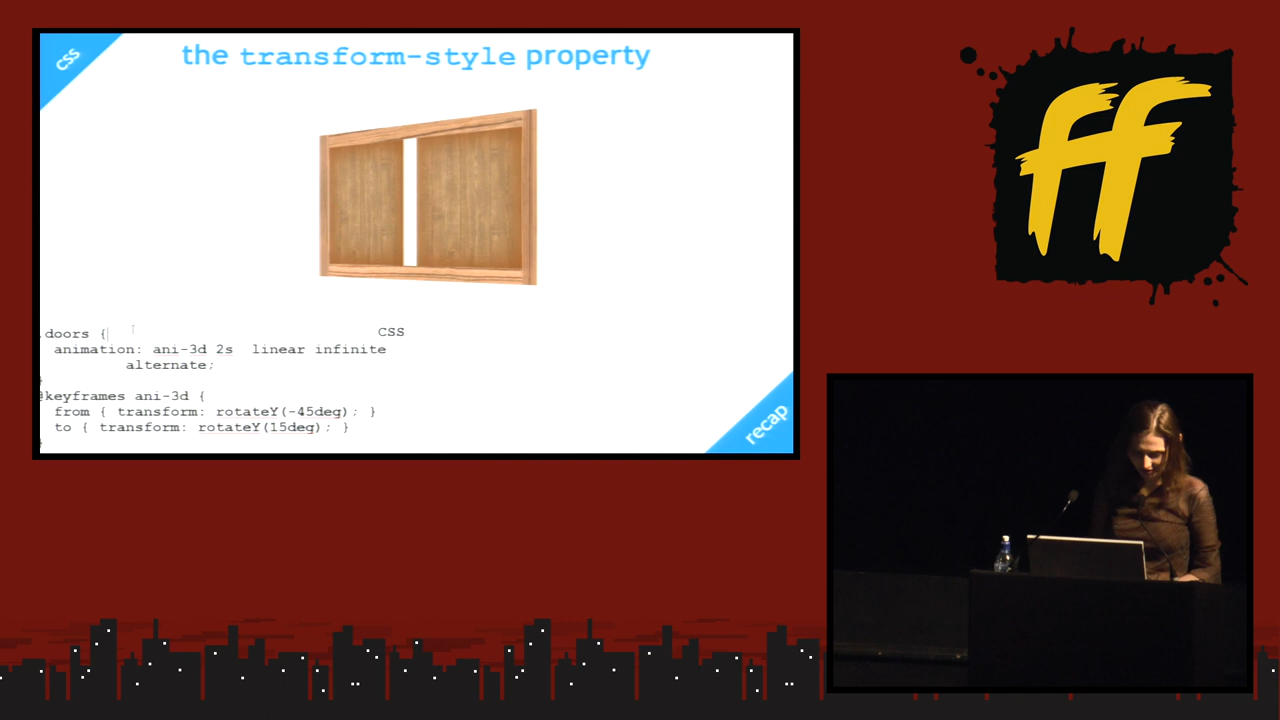 css
the transform-style property
.doors {
CSS
animation: ani-3d 2s linear infinite
alternate;
}
@keyframes ani-3d {
from { transform: rotateY(-45deg); }
to { transform: rotateY(15deg); }
}
recap
ff